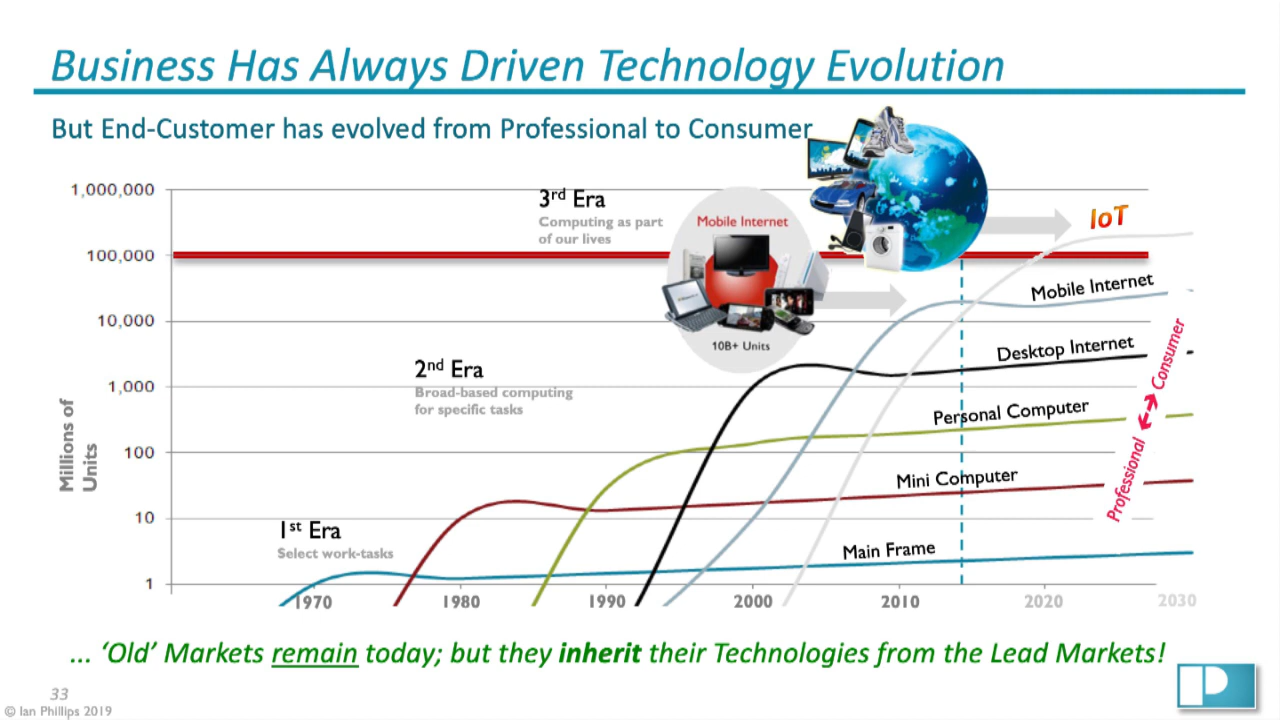 Business Has Always Driven Technology Evolution
But End-Customer has evolved from Professional to Consumer
1,000,000
100,000
10,000
1,000
100
10
1
Millions of
Units
3rd Era
Computing as part
of our lives
Mobile Internet
10B+ Units
IoT
2nd Era
Broad-based computing
for specific tasks
1st Era
Select work-tasks
Mobile Internet
Desktop Internet
Personal Computer
Mini Computer
Main Frame
Professional ↔ Consumer
1970 1980 1990 2000 2010 2020 2030
... ‘Old’ Markets remain today; but they inherit their Technologies from the Lead Markets!
33
© Ian Phillips 2019
P